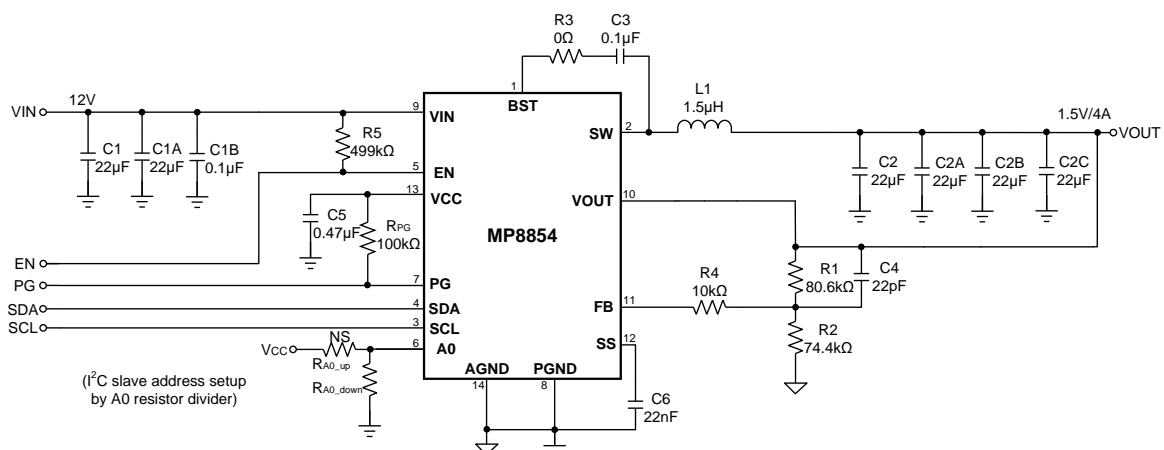 R3
0Ω
C3
0.1µF
1
BST
L1
1.5µH
12V
VIN
9
VIN
SW
2
1.5V/4A
VOUT
C1
22µF
C1A
22µF
C1B
0.1µF
R5
499kΩ
5
EN
C2
22µF
C2A
22µF
C2B
22µF
C2C
22µF
13
VCC
VOUT
10
C5
0.47µF
RPG
100kΩ
MP8854
EN
PG
7
PG
R4
10kΩ
R1
80.6kΩ
C4
22pF
SDA
4
SDA
FB
11
SCL
3
SCL
R2
74.4kΩ
VCC
NS
6
A0
SS
12
RA0_up
RA0_down
AGND
14
PGND
8
C6
22nF
(I²C slave address setup
by A0 resistor divider)